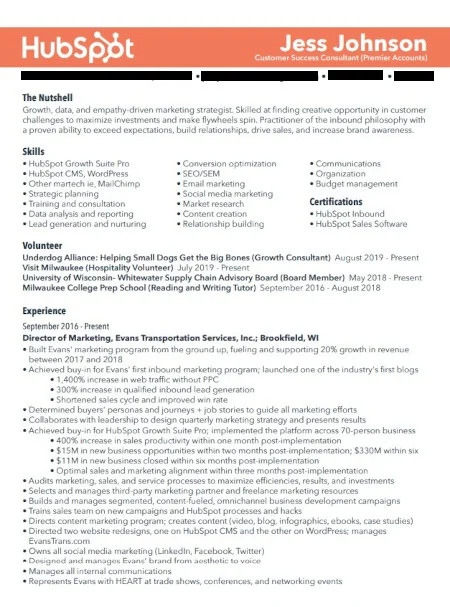 HubSpot
Jess Johnson
Customer Success Consultant (Premier Accounts)
The Nutshell
Growth, data, and empathy-driven marketing strategist. Skilled at finding creative opportunity in customer
challenges to maximize investments and make flywheels spin. Practitioner of the inbound philosophy with
a proven ability to exceed expectations, build relationships, drive sales, and increase brand awareness.
Skills
• HubSpot Growth Suite Pro
• HubSpot CMS, WordPress
• Other martech ie, MailChimp
• Strategic planning
• Training and consultation
• Data analysis and reporting
• Lead generation and nurturing
• Conversion optimization
• SEO/SEM
• Email marketing
• Social media marketing
• Market research
• Content creation
• Relationship building
• Communications
• Organization
• Budget management
Certifications
• HubSpot Inbound
• HubSpot Sales Software
Volunteer
Underdog Alliance: Helping Small Dogs Get the Big Bones (Growth Consultant) August 2019 - Present
Visit Milwaukee (Hospitality Volunteer) July 2019 - Present
University of Wisconsin- Whitewater Supply Chain Advisory Board (Board Member) May 2018 - Present
Milwaukee College Prep School (Reading and Writing Tutor) September 2016 - August 2018
Experience
September 2016 - Present
Director of Marketing, Evans Transportation Services, Inc.; Brookfield, WI
• Built Evans' marketing program from the ground up, fueling and supporting 20% growth in revenue
between 2017 and 2018
• Achieved buy-in for Evans' first inbound marketing program; launched one of the industry's first blogs
• 1,400% increase in web traffic without PPC
• 300% increase in qualified inbound lead generation
• Shortened sales cycle and improved win rate
• Determined buyers' personas and journeys + job stories to guide all marketing efforts
• Collaborates with leadership to design quarterly marketing strategy and presents results
• Achieved buy-in for HubSpot Growth Suite Pro; implemented the platform across 70-person business
• 400% increase in sales productivity within one month post-implementation
• $15M in new business opportunities within two months post-implementation; $330M within six
• $11M in new business closed within six months post-implementation
• Optimal sales and marketing alignment within three months post-implementation
• Audits marketing, sales, and service processes to maximize efficiencies, results, and investments
• Selects and manages third-party marketing partner and freelance marketing resources
• Builds and manages segmented, content-fueled, omnichannel business development campaigns
• Trains sales team on new campaigns and HubSpot processes and hacks
• Directs content marketing program; creates content (video, blog, infographics, ebooks, case studies)
• Directed two website redesigns, one on HubSpot CMS and the other on WordPress; manages
EvansTrans.com
• Owns all social media marketing (LinkedIn, Facebook, Twitter)
• Designed and manages Evans' brand from aesthetic to voice
• Manages all internal communications
• Represents Evans with HEART at trade shows, conferences, and networking events